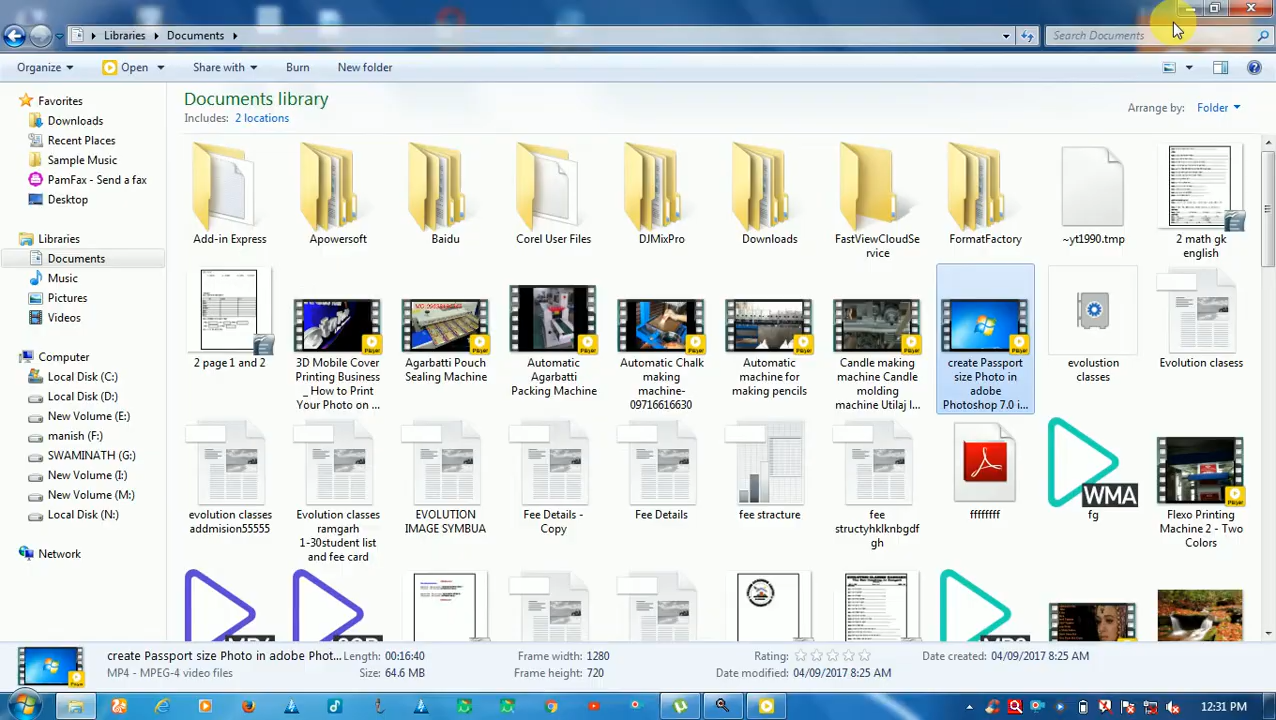 Libraries Documents Search Documents
Organize Open Share with Burn New folder
Favorites
Downloads
Recent Places
Sample Music
PamFax - Send a fax
Desktop
Libraries
Documents
Music
Pictures
Videos
Computer
Local Disk (C:)
Local Disk (D:)
New Volume (E:)
manish (F:)
SWAMINATH (G:)
New Volume (I:)
New Volume (M:)
Local Disk (N:)
Network
Documents library
Includes: 2 locations
Arrange by: Folder
Add-in Express
Apowersoft
Baidu
Corel User Files
DJMixPro
Downloads
FastViewCloudSe
rvice
FormatFactory
~yt1990.tmp
2 math gk
english
2 page 1 and 2
3D Mobile Cover
Printing Business
_ How to Print
Your Photo on ...
Agarbatti Pouch
Sealing Machine
Automatic
Agarbatti
Packing Machine
Automatic Chalk
making
machine-
09716616630
Automatic
machine for
making pencils
Candle making
machine Candle
molding
machine Utilaj l...
create Passport
size Photo in
adobe
Photoshop 7.0 i...
evolustion
classes
Evolution clasess
evolution classes
addmision55555
Evolution classes
ramgarh
1-30student list
and fee card
EVOLUTION
IMAGE SYMBUA
Fee Details -
Copy
Fee Details
fee stracture
fee
structyhklknbgdf
gh
ffffffff
WMA
fg
Flexo Printing
Machine 2 - Two
Colors
create Passport size Photo in adobe Phot...
MP4 - MPEG-4 video files
Length: 00:16:40
Size: 64.6 MB
Frame width: 1280
Frame height: 720
Rating:
Date modified: 04/09/2017 8:25 AM
Date created: 04/09/2017 8:25 AM
12:31 PM